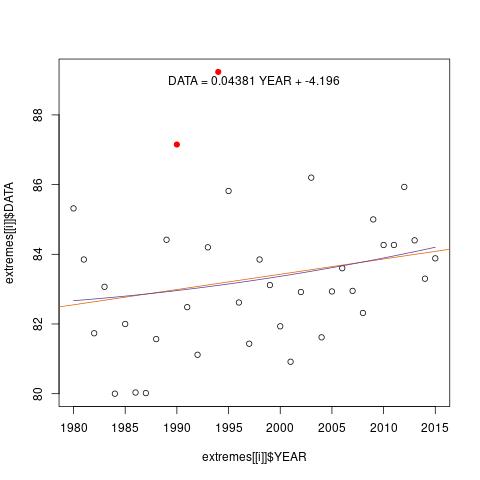 DATA = 0.04381 YEAR + -4.196
extremes[[i]]$DATA
88
86
84
82
80
1980 1985 1990 1995 2000 2005 2010 2015
extremes[[i]]$YEAR